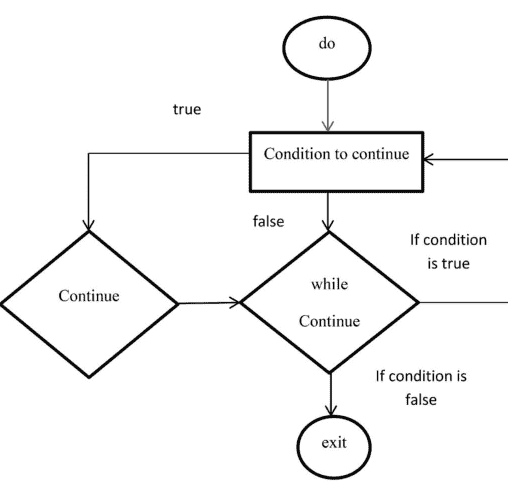 do
true
Condition to continue
false
If condition
is true
Continue
while
Continue
If condition is
false
exit